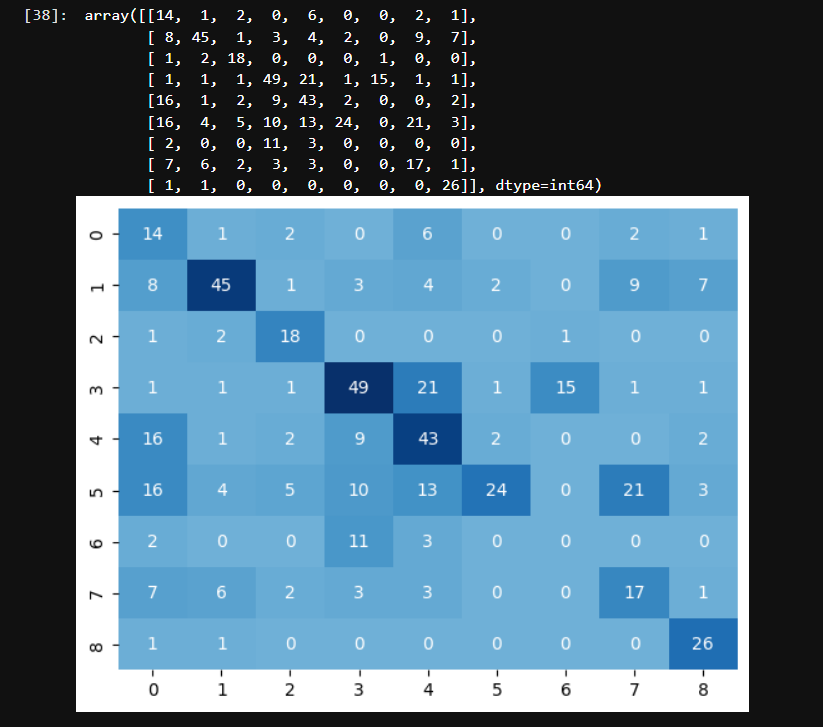 [38]: array([[14, 1, 2, 0, 6, 0, 0, 2, 1],
[ 8, 45, 1, 3, 4, 2, 0, 9, 7],
[ 1, 2, 18, 0, 0, 0, 1, 0, 0],
[ 1, 1, 1, 49, 21, 1, 15, 1, 1],
[16, 1, 2, 9, 43, 2, 0, 0, 2],
[16, 4, 5, 10, 13, 24, 0, 21, 3],
[ 2, 0, 0, 11, 3, 0, 0, 0, 0],
[ 7, 6, 2, 3, 3, 0, 0, 17, 1],
[ 1, 1, 0, 0, 0, 0, 0, 0, 26]], dtype=int64)
0 14 1 2 0 6 0 0 2 1
1 8 45 1 3 4 2 0 9 7
2 1 2 18 0 0 0 1 0 0
3 1 1 1 49 21 1 15 1 1
4 16 1 2 9 43 2 0 0 2
5 16 4 5 10 13 24 0 21 3
6 2 0 0 11 3 0 0 0 0
7 7 6 2 3 3 0 0 17 1
8 1 1 0 0 0 0 0 0 26
0 1 2 3 4 5 6 7 8